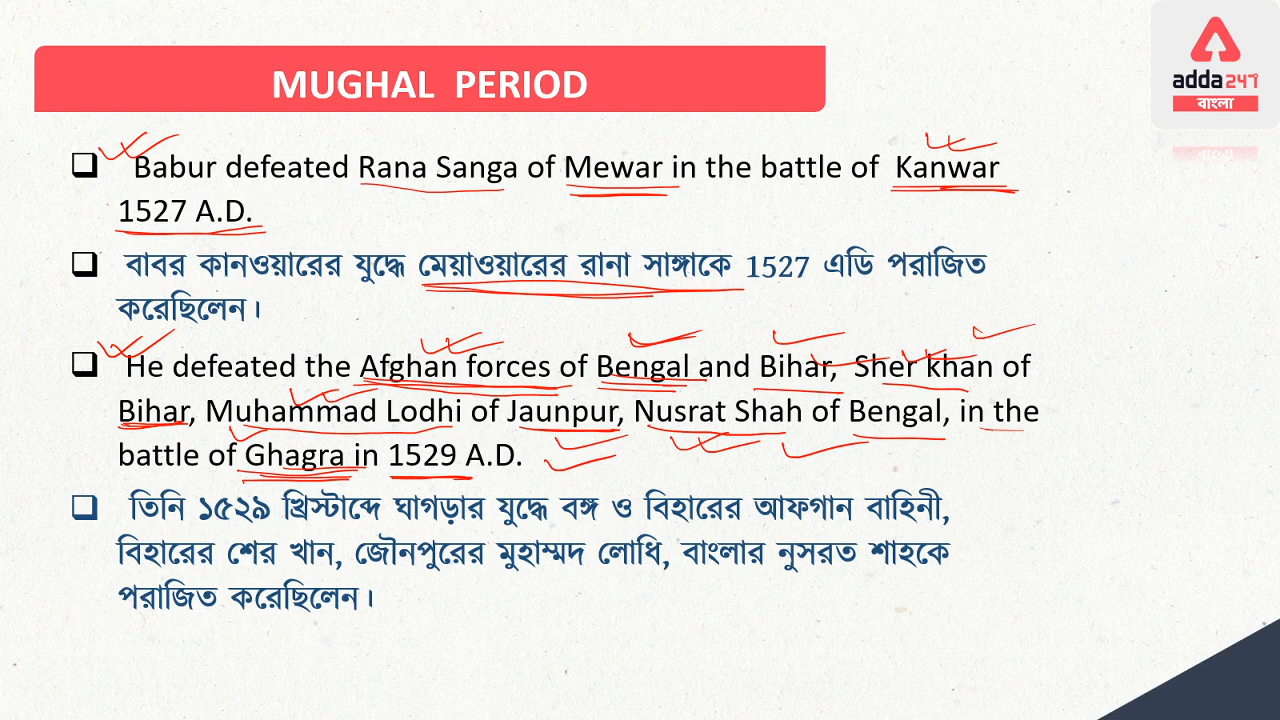 MUGHAL PERIOD
adda247
বাংলা
Babur defeated Rana Sanga of Mewar in the battle of Kanwar
1527 A.D.
বাবর কানওয়ারের যুদ্ধে মেয়াওয়ারের রানা সাঙ্গাকে 1527 এডি পরাজিত
করেছিলেন।
He defeated the Afghan forces of Bengal and Bihar, Sher khan of
Bihar, Muhammad Lodhi of Jaunpur, Nusrat Shah of Bengal, in the
battle of Ghagra in 1529 A.D.
তিনি ১৫২৯ খ্রিস্টাব্দে ঘাগড়ার যুদ্ধে বঙ্গ ও বিহারের আফগান বাহিনী,
বিহারের শের খান, জৌনপুরের মুহাম্মদ লোধি, বাংলার নুসরত শাহকে
পরাজিত করেছিলেন।